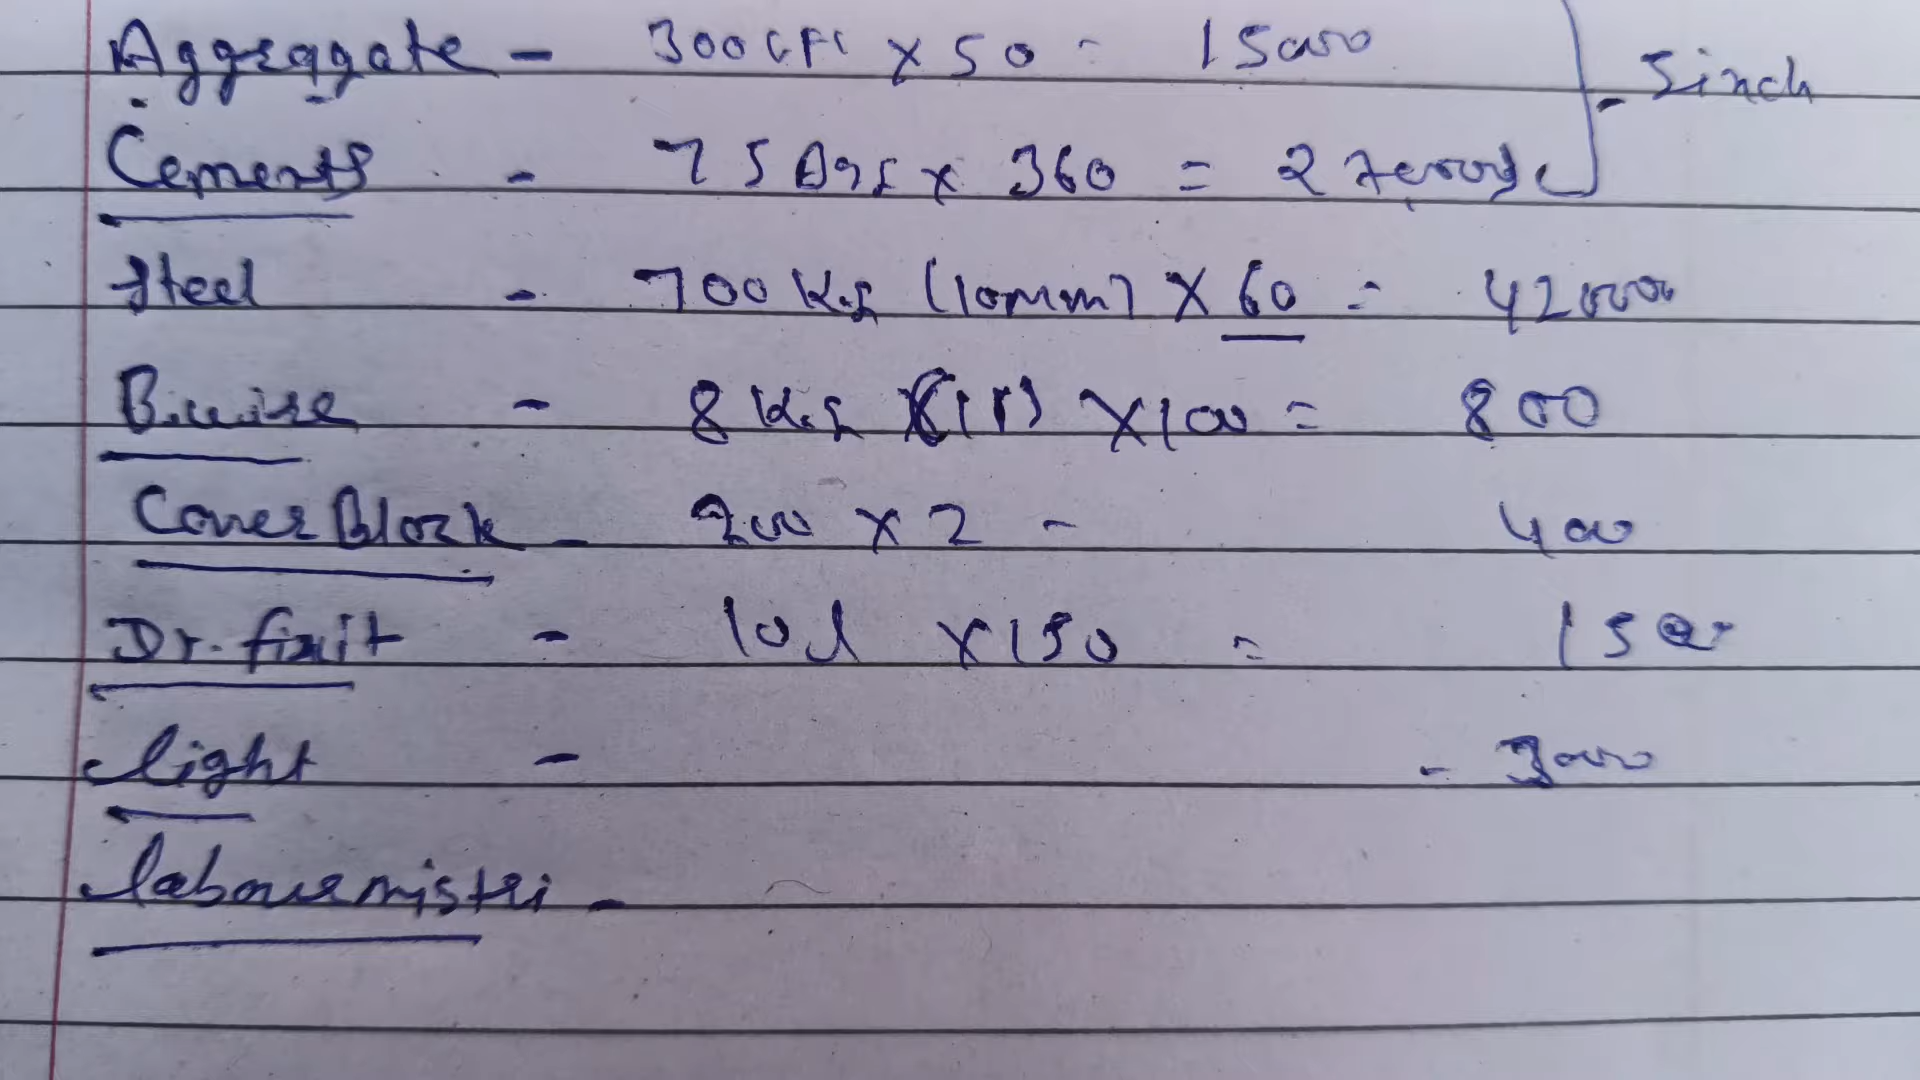 Aggregate - 300 CFt x 50 = 15000
- 5 inch
Cements - 75 Bags x 360 = 27000
Steel - 700 Kg (10mm) x 60 = 42000
B.wire - 8 Kg x 100 = 800
Cover Block - 200 x 2 - 400
Dr. fixit - 10 l x 150 = 1500
light - - 3000
labour mistri -